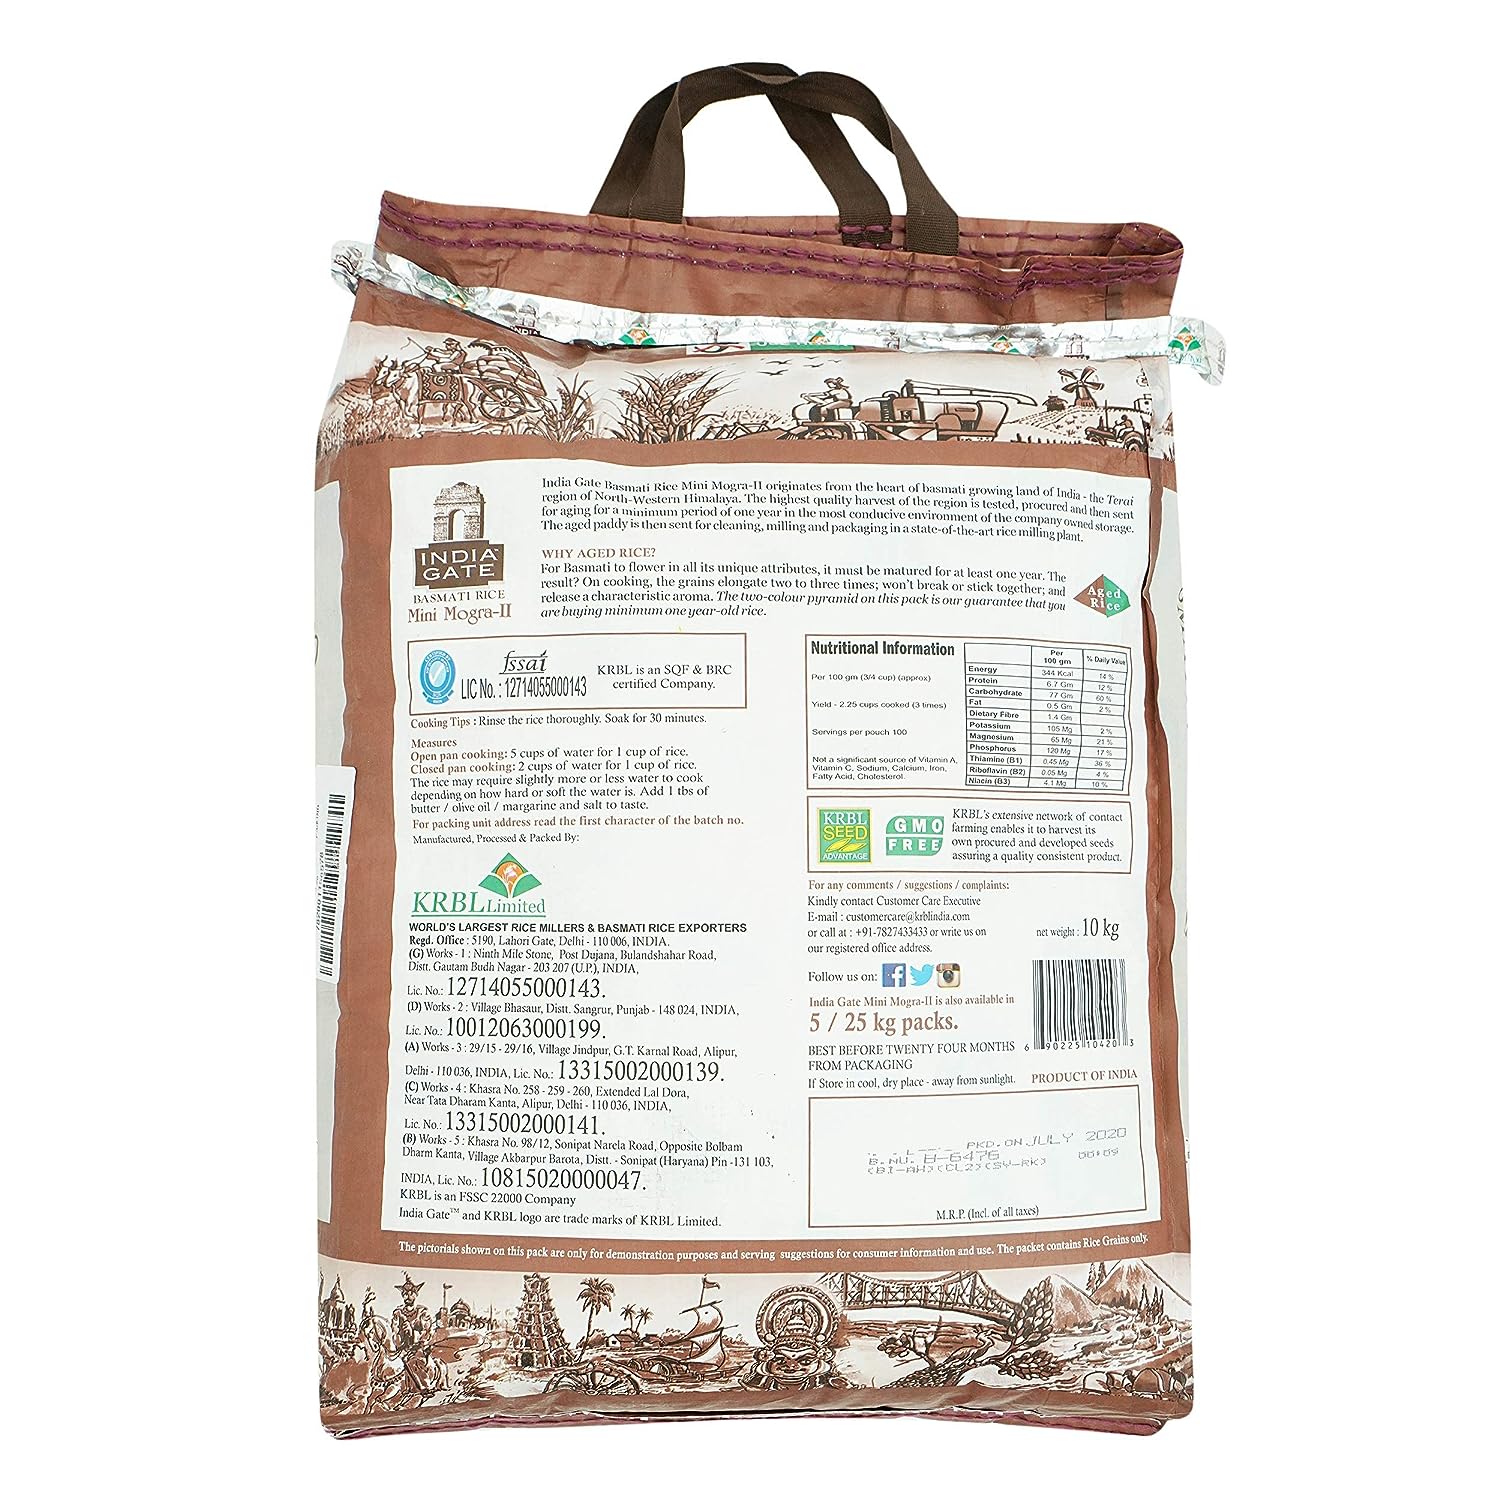 India Gate Basmati Rice Mini Mogra-II originates from the heart of basmati growing land of India - the Terai
region of North-Western Himalaya. The highest quality harvest of the region is tested, procured and then sent
for aging for a minimum period of one year in the most conducive environment of the company owned storage.
The aged paddy is then sent for cleaning, milling and packaging in a state-of-the-art rice milling plant.
INDIA
GATE
BASMATI RICE
Mini Mogra-II
WHY AGED RICE?
For Basmati to flower in all its unique attributes, it must be matured for at least one year. The
result? On cooking, the grains elongate two to three times; won't break or stick together; and
release a characteristic aroma. The two-colour pyramid on this pack is our guarantee that you
are buying minimum one year-old rice.
Aged
Rice
fssai
LIC No. : 12714055000143
KRBL is an SQF & BRC
certified Company.
Cooking Tips : Rinse the rice thoroughly. Soak for 30 minutes.
Measures
Open pan cooking: 5 cups of water for 1 cup of rice.
Closed pan cooking: 2 cups of water for 1 cup of rice.
The rice may require slightly more or less water to cook
depending on how hard or soft the water is. Add 1 tbs of
butter / olive oil / margarine and salt to taste.
For packing unit address read the first character of the batch no.
Manufactured, Processed & Packed By:
KRBL Limited
WORLD'S LARGEST RICE MILLERS & BASMATI RICE EXPORTERS
Regd. Office : 5190, Lahori Gate, Delhi - 110 006, INDIA.
(G) Works - 1 : Ninth Mile Stone, Post Dujana, Bulandshahar Road,
Distt. Gautam Budh Nagar - 203 207 (U.P.), INDIA,
Lic. No.: 12714055000143.
(D) Works - 2 : Village Bhasaur, Distt. Sangrur, Punjab - 148 024, INDIA,
Lic. No.: 10012063000199.
(A) Works - 3 : 29/15 - 29/16, Village Jindpur, G.T. Karnal Road, Alipur,
Delhi - 110 036, INDIA, Lic. No.: 13315002000139.
(C) Works - 4 : Khasra No. 258 - 259 - 260, Extended Lal Dora,
Near Tata Dharam Kanta, Alipur, Delhi - 110 036, INDIA,
Lic. No.: 13315002000141.
(B) Works - 5 : Khasra No. 98/12, Sonipat Narela Road, Opposite Bolbam
Dharm Kanta, Village Akbarpur Barota, Distt. - Sonipat (Haryana) Pin -131 103,
INDIA, Lic. No.: 10815020000047.
KRBL is an FSSC 22000 Company
India Gate™ and KRBL logo are trade marks of KRBL Limited.
Nutritional Information
Per 100 gm (3/4 cup) (approx)
Yield - 2.25 cups cooked (3 times)
Servings per pouch 100
Not a significant source of Vitamin A,
Vitamin C, Sodium, Calcium, Iron,
Fatty Acid, Cholesterol.
Per 100 gm % Daily Value
Energy 344 Kcal 14 %
Protein 6.7 Gm 12 %
Carbohydrate 77 Gm 60 %
Fat 0.5 Gm 2 %
Dietary Fibre 1.4 Gm
Potassium 105 Mg 2 %
Magnesium 65 Mg 21 %
Phosphorus 120 Mg 17 %
Thiamine (B1) 0.45 Mg 36 %
Riboflavin (B2) 0.05 Mg 4 %
Niacin (B3) 4.1 Mg 10 %
KRBL
SEED
ADVANTAGE
GMO
FREE
KRBL's extensive network of contact
farming enables it to harvest its
own procured and developed seeds
assuring a quality consistent product.
For any comments / suggestions / complaints:
Kindly contact Customer Care Executive
E-mail : customercare@krblindia.com
or call at : +91-7827433433 or write us on
our registered office address.
net weight : 10 kg
Follow us on:
India Gate Mini Mogra-II is also available in
5 / 25 kg packs.
BEST BEFORE TWENTY FOUR MONTHS
FROM PACKAGING
If Store in cool, dry place - away from sunlight.
6 90225 10420 3
PRODUCT OF INDIA
PKD. ON JULY 2020
B.NO. B-6476
(BI-AH)(CL2)(SY-RK)
M.R.P. (Incl. of all taxes)
The pictorials shown on this pack are only for demonstration purposes and serving suggestions for consumer information and use. The packet contains Rice Grains only.